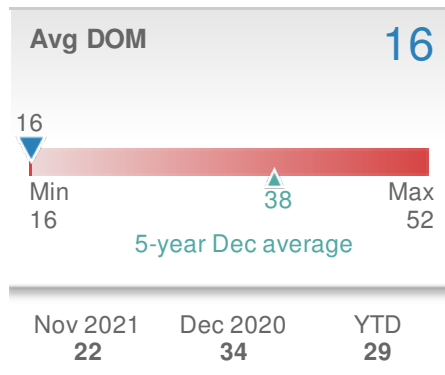 Avg DOM 16
16
Min Max
16 38 52
5-year Dec average
Nov 2021 Dec 2020 YTD
22 34 29